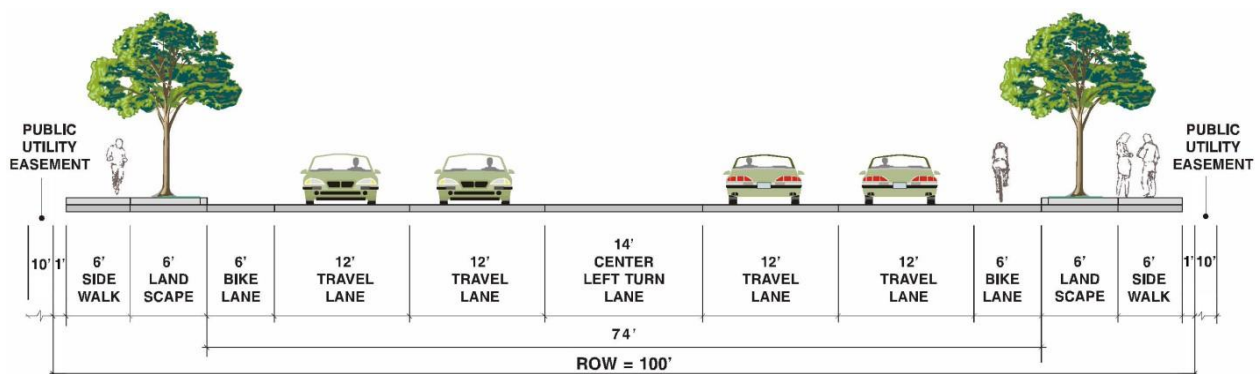 PUBLIC
UTILITY
EASEMENT
PUBLIC
UTILITY
EASEMENT
10'
1'
6'
SIDE
WALK
6'
LAND
SCAPE
6'
BIKE
LANE
12'
TRAVEL
LANE
12'
TRAVEL
LANE
14'
CENTER
LEFT TURN
LANE
12'
TRAVEL
LANE
12'
TRAVEL
LANE
6'
BIKE
LANE
6'
LAND
SCAPE
6'
SIDE
WALK
1'
10'
74'
ROW = 100'